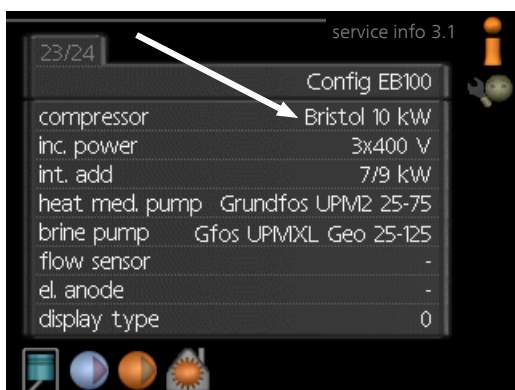 service info 3.1
23/24
Config EB100
compressor Bristol 10 kW
inc. power 3x400 V
int. add 7/9 kW
heat med. pump Grundfos UPM2 25-75
brine pump Gfos UPMXL Geo 25-125
flow sensor -
el. anode -
display type 0